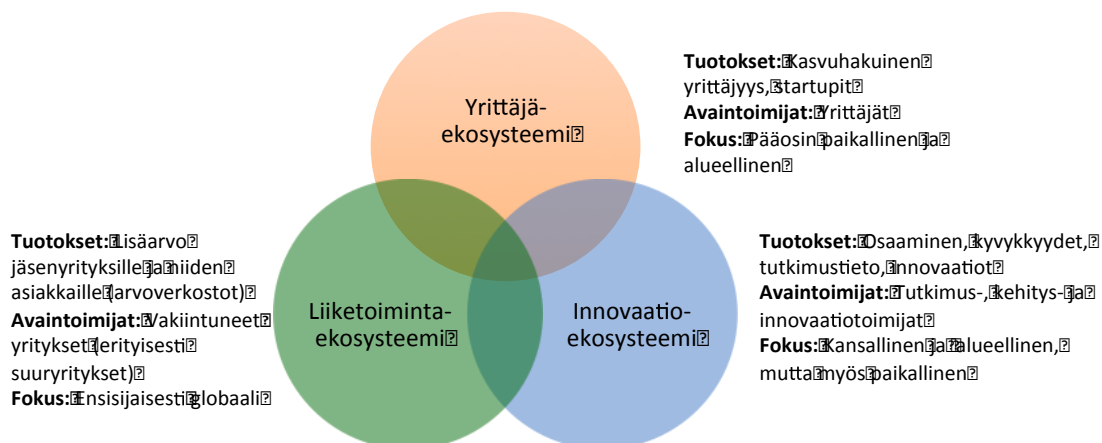 Yrittäjä-
ekosysteemi
Tuotokset: Kasvuhakuinen
yrittäjyys, startupit
Avaintoimijat: Yrittäjät
Fokus: Pääosin paikallinen ja
alueellinen
Tuotokset: Lisäarvo
jäsenyrityksille ja niiden
asiakkaille (arvoverkostot)
Avaintoimijat: Vakiintuneet
yritykset (erityisesti
suuryritykset)
Fokus: Ensisijaisesti globaali
Liiketoiminta-
ekosysteemi
Innovaatio-
ekosysteemi
Tuotokset: Osaaminen, kyvykkyydet,
tutkimustieto, innovaatiot
Avaintoimijat: Tutkimus-, kehitys- ja
innovaatiotoimijat
Fokus: Kansallinen ja alueellinen,
mutta myös paikallinen